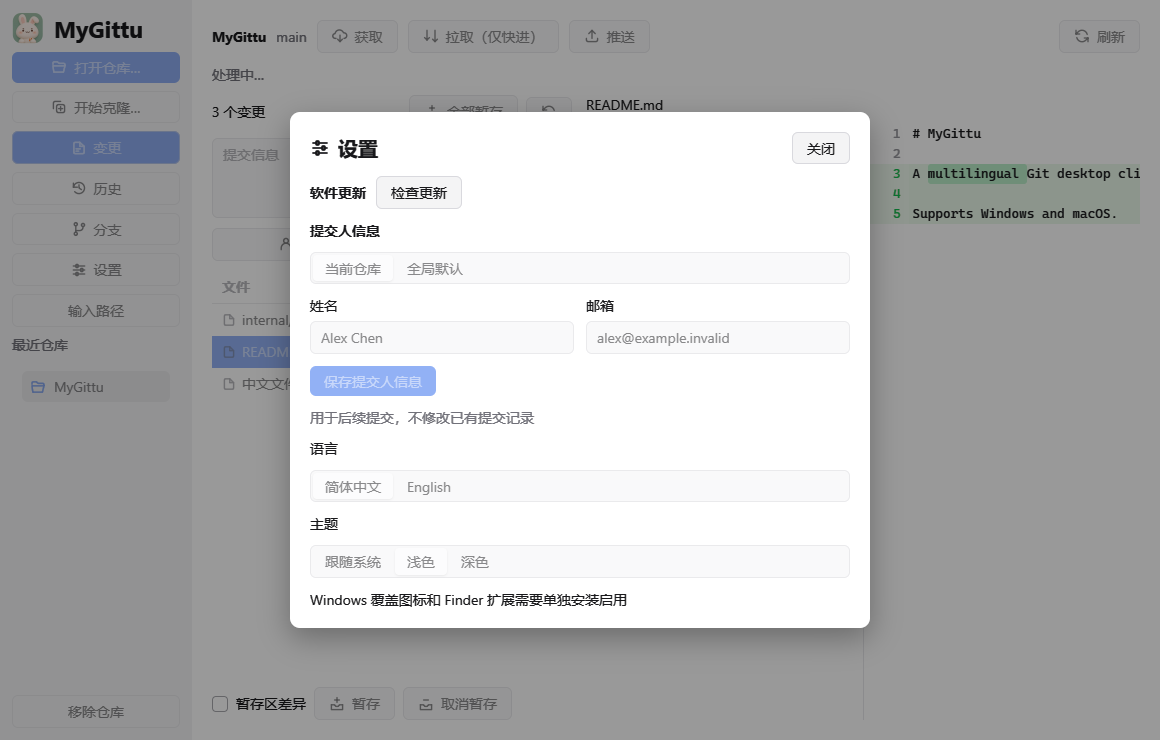 MyGittu
打开仓库...
开始克隆...
变更
历史
分支
设置
输入路径
最近仓库
MyGittu
移除仓库
MyGittu main 获取 拉取（仅快进） 推送 刷新
处理中...
3 个变更 全部暂存
提交信息
文件
internal
README
中文文件
README.md
1 # MyGittu
2
3 A multilingual Git desktop cli
4
5 Supports Windows and macOS.
设置 关闭
软件更新 检查更新
提交人信息
当前仓库 全局默认
姓名 邮箱
Alex Chen alex@example.invalid
保存提交人信息
用于后续提交，不修改已有提交记录
语言
简体中文 English
主题
跟随系统 浅色 深色
Windows 覆盖图标和 Finder 扩展需要单独安装启用
暂存区差异 暂存 取消暂存